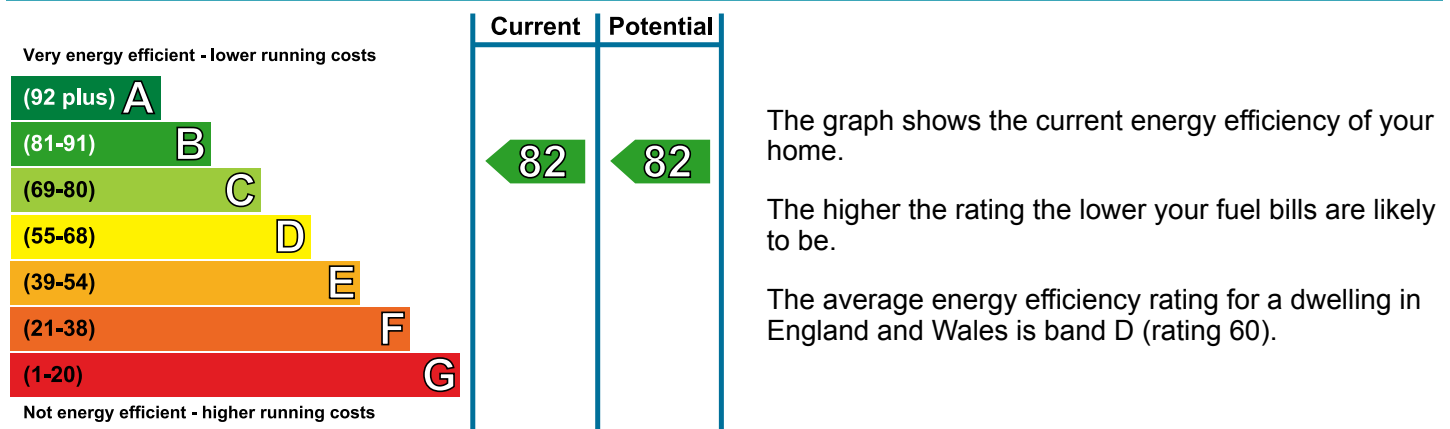 Current Potential
Very energy efficient - lower running costs
(92 plus) A
(81-91) B
82 82
(69-80) C
(55-68) D
(39-54) E
(21-38) F
(1-20) G
Not energy efficient - higher running costs
The graph shows the current energy efficiency of your
home.
The higher the rating the lower your fuel bills are likely
to be.
The average energy efficiency rating for a dwelling in
England and Wales is band D (rating 60).